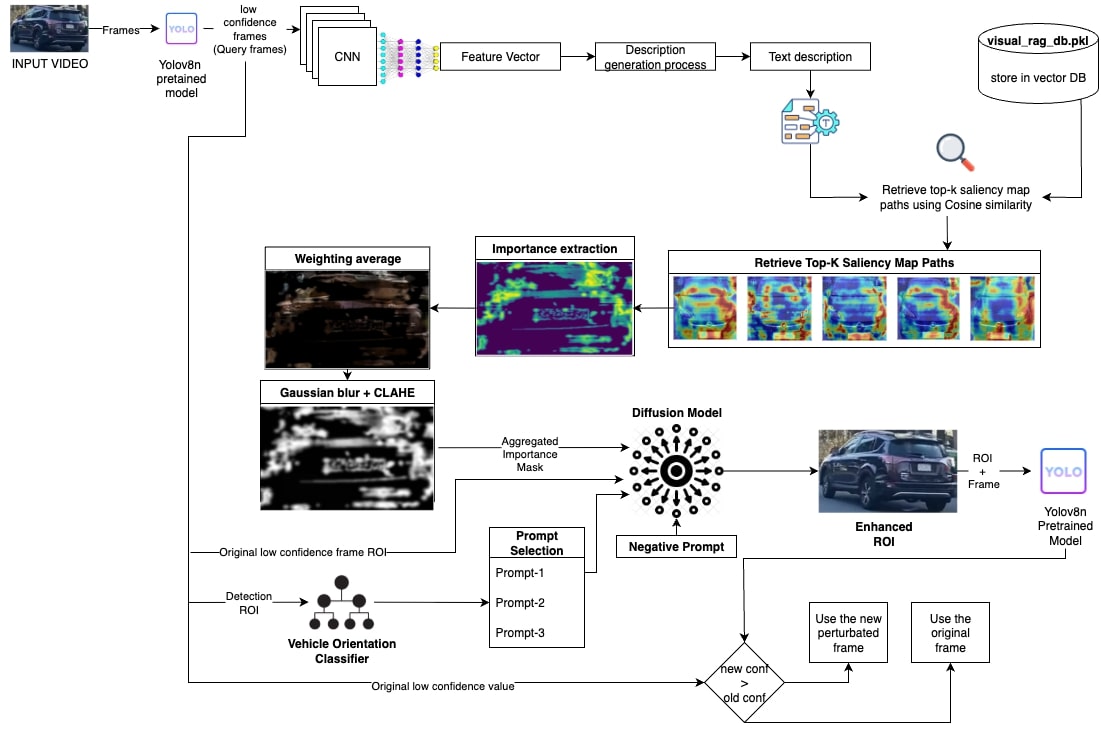 INPUT VIDEO
Frames
YOLO
Yolov8n
pretained
model
low
confidence
frames
(Query frames)
CNN
Feature Vector
Description
generation process
Text description
T
visual_rag_db.pkl
store in vector DB
Retrieve top-k saliency map
paths using Cosine similarity
Retrieve Top-K Saliency Map Paths
Importance extraction
Weighting average
Gaussian blur + CLAHE
Aggregated
Importance
Mask
Diffusion Model
Negative Prompt
Enhanced
ROI
ROI
+
Frame
YOLO
Yolov8n
Pretrained
Model
Original low confidence frame ROI
Detection
ROI
Vehicle Orientation
Classifier
Prompt
Selection
Prompt-1
Prompt-2
Prompt-3
Original low confidence value
new conf
>
old conf
Use the new
perturbated
frame
Use the
original
frame